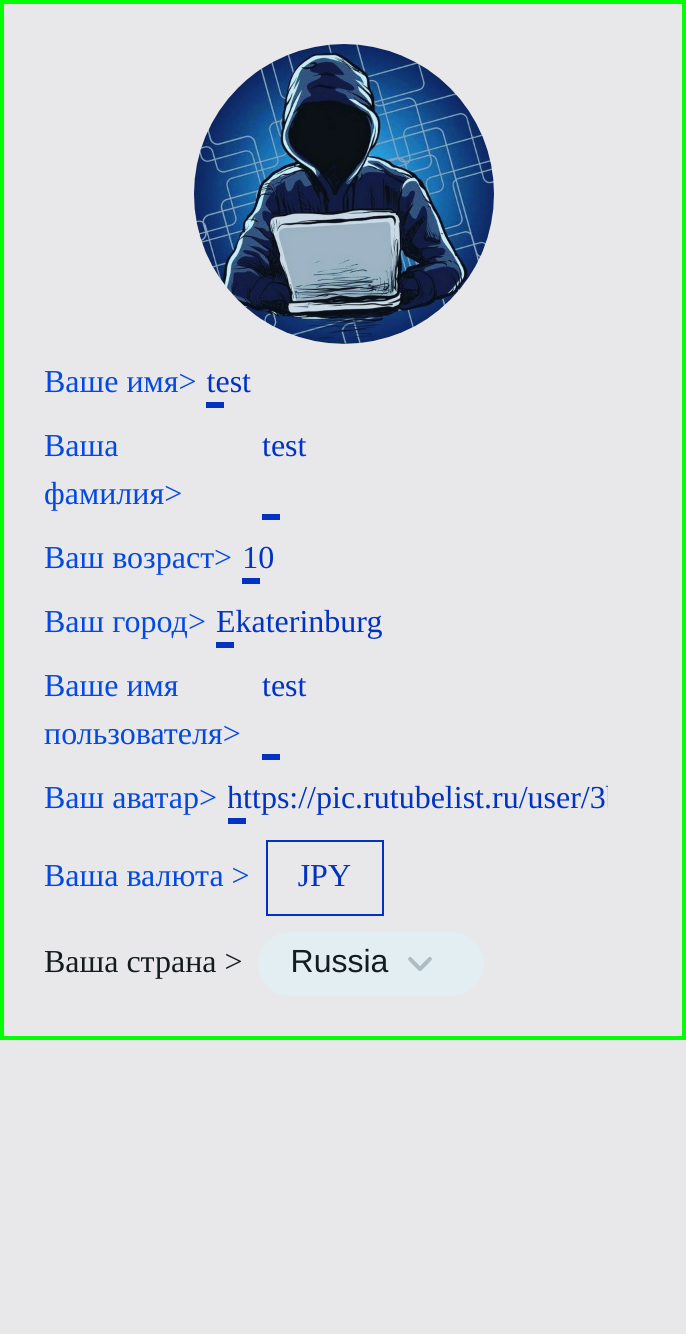 Ваше имя> test
Ваша фамилия> test
Ваш возраст> 10
Ваш город> Ekaterinburg
Ваше имя пользователя> test
Ваш аватар> https://pic.rutubelist.ru/user/3
Ваша валюта > JPY
Ваша страна > Russia